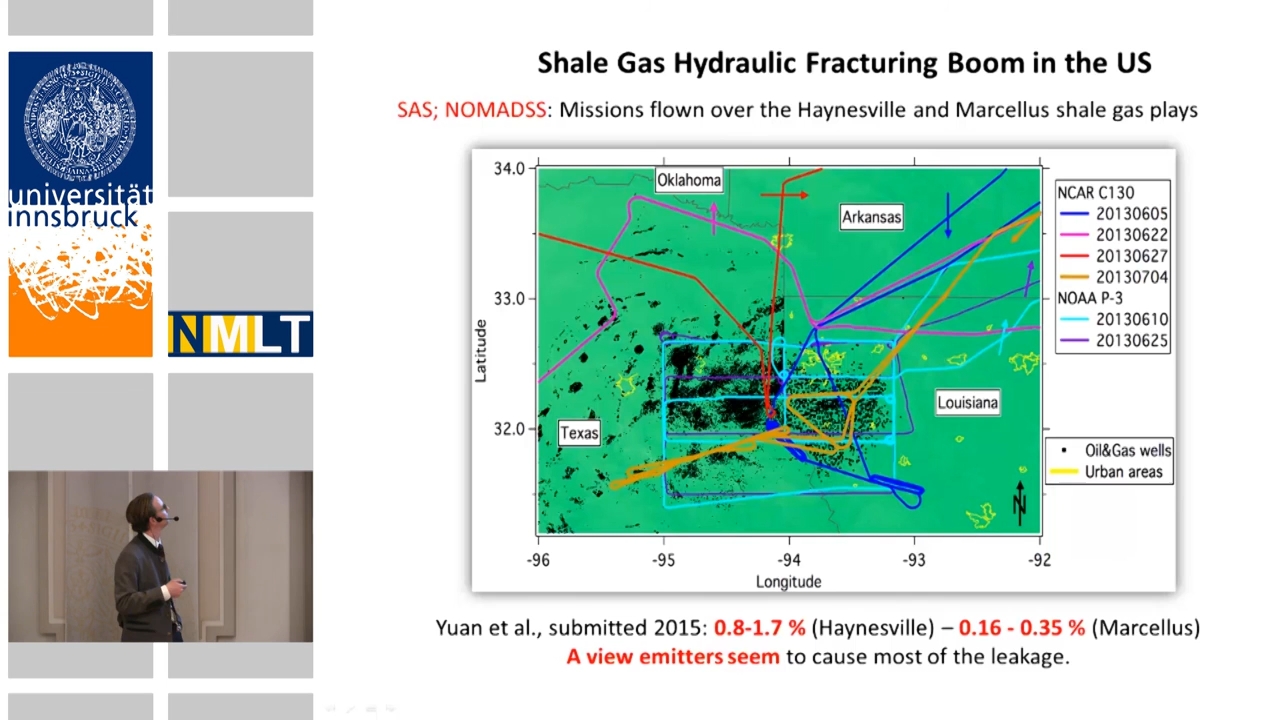 Shale Gas Hydraulic Fracturing Boom in the US
SAS; NOMADSS: Missions flown over the Haynesville and Marcellus shale gas plays
universität
innsbruck
NMLT
34.0
33.0
32.0
Latitude
-96
-95
-94
-93
-92
Longitude
Oklahoma
Arkansas
Texas
Louisiana
N
NCAR C130
20130605
20130622
20130627
20130704
NOAA P-3
20130610
20130625
Oil&Gas wells
Urban areas
Yuan et al., submitted 2015: 0.8-1.7 % (Haynesville) – 0.16 - 0.35 % (Marcellus)
A view emitters seem to cause most of the leakage.